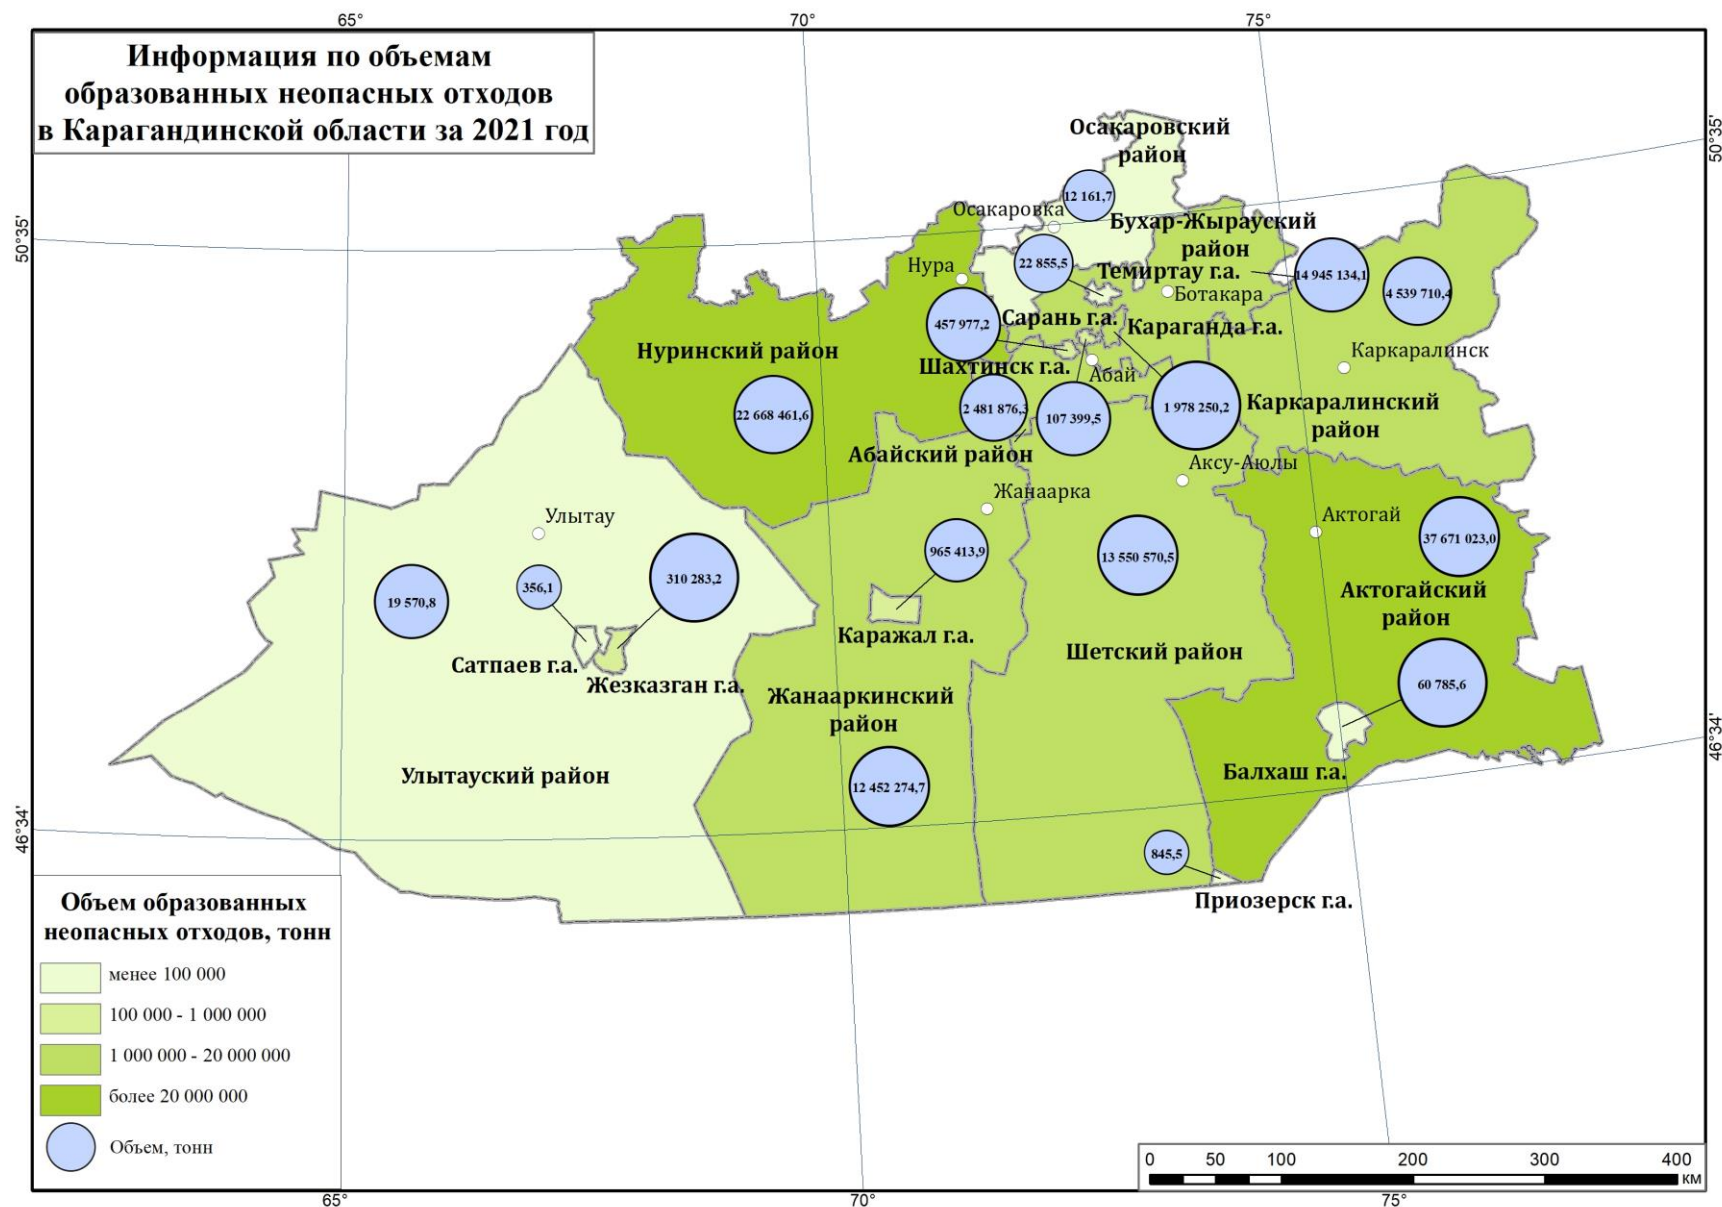 65°
70°
75°
Информация по объемам
образованных неопасных отходов
в Карагандинской области за 2021 год
50°35'
50°35'
Осакаровский
район
12 161,7
Осакаровка
Бухар-Жырауский
район
22 855,5
Темиртау г.а.
14 945 134,1
4 539 710,4
Нура
Ботакара
457 977,2
Сарань г.а.
Караганда г.а.
Нуринский район
Шахтинск г.а.
Абай
Каркаралинск
22 668 461,6
2 481 876,3
107 399,5
1 978 250,2
Каркаралинский
район
Абайский район
Аксу-Аюлы
Жанаарка
Улытау
Актогай
37 671 023,0
965 413,9
13 550 570,5
19 570,8
356,1
310 283,2
Актогайский
район
Каражал г.а.
Шетский район
Сатпаев г.а.
Жезказган г.а.
60 785,6
Жанааркинский
район
46°34'
Улытауский район
Балхаш г.а.
12 452 274,7
46°34'
845,5
Приозерск г.а.
Объем образованных
неопасных отходов, тонн
менее 100 000
100 000 - 1 000 000
1 000 000 - 20 000 000
более 20 000 000
Объем, тонн
0 50 100 200 300 400
КМ
65°
70°
75°